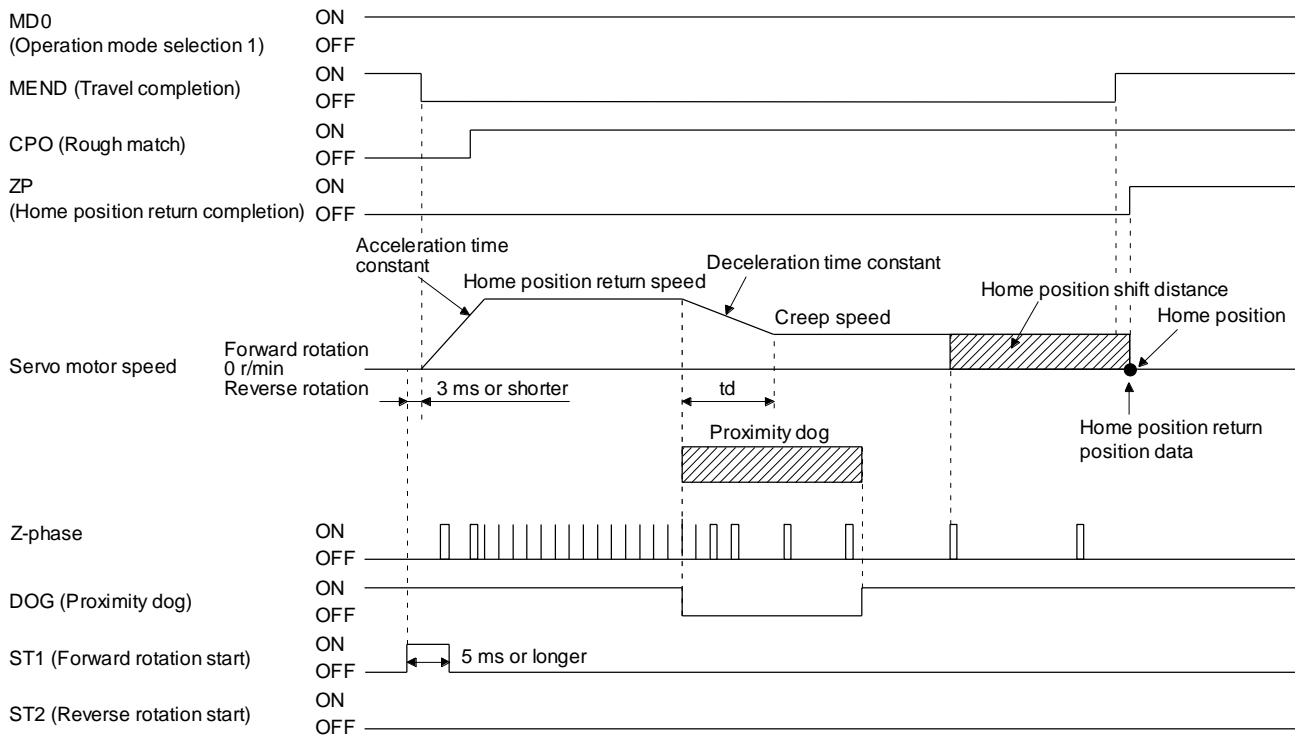 MD0
(Operation mode selection 1)
ON
OFF
MEND (Travel completion)
ON
OFF
CPO (Rough match)
ON
OFF
ZP
(Home position return completion)
ON
OFF
Acceleration time
constant
Home position return speed
Deceleration time constant
Creep speed
Home position shift distance
Home position
Servo motor speed
Forward rotation
0 r/min
Reverse rotation
3 ms or shorter
td
Proximity dog
Home position return
position data
Z-phase
ON
OFF
DOG (Proximity dog)
ON
OFF
ST1 (Forward rotation start)
ON
OFF
5 ms or longer
ST2 (Reverse rotation start)
ON
OFF